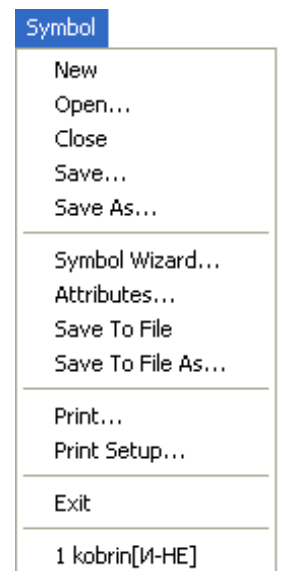 Symbol
New
Open...
Close
Save...
Save As...
Symbol Wizard...
Attributes...
Save To File
Save To File As...
Print...
Print Setup...
Exit
1 kobrin[И-НЕ]